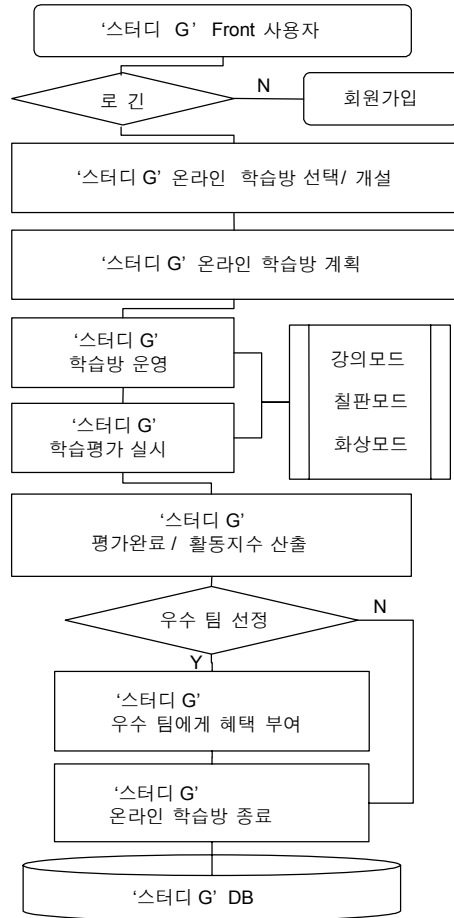 ‘스터디 G’ Front 사용자
로 긴
N
회원가입
‘스터디 G’ 온라인 학습방 선택/ 개설
‘스터디 G’ 온라인 학습방 계획
‘스터디 G’
학습방 운영
강의모드
칠판모드
화상모드
‘스터디 G’
학습평가 실시
‘스터디 G’
평가완료 / 활동지수 산출
우수 팀 선정
N
Y
‘스터디 G’
우수 팀에게 혜택 부여
‘스터디 G’
온라인 학습방 종료
‘스터디 G’ DB